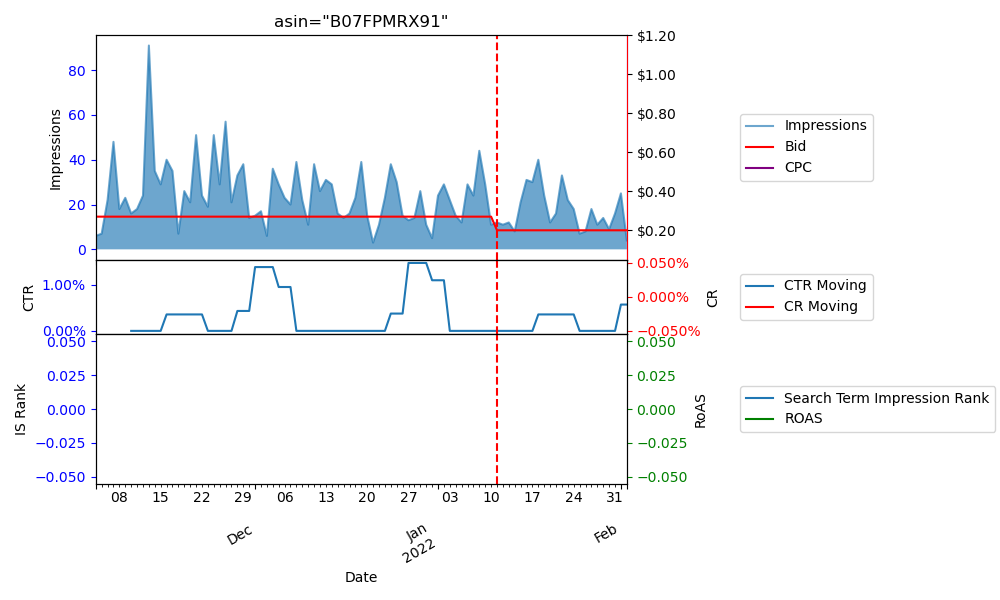 asin="B07FPMRX91"
Impressions
80
60
40
20
0
$1.20
$1.00
$0.80
$0.60
$0.40
$0.20
Impressions
Bid
CPC
CTR
1.00%
0.00%
0.050%
0.000%
−0.050%
CR
CTR Moving
CR Moving
IS Rank
0.050
0.025
0.000
−0.025
−0.050
0.050
0.025
0.000
−0.025
−0.050
RoAS
Search Term Impression Rank
ROAS
08 15 22 29 06 13 20 27 03 10 17 24 31
Dec
Jan
2022
Feb
Date